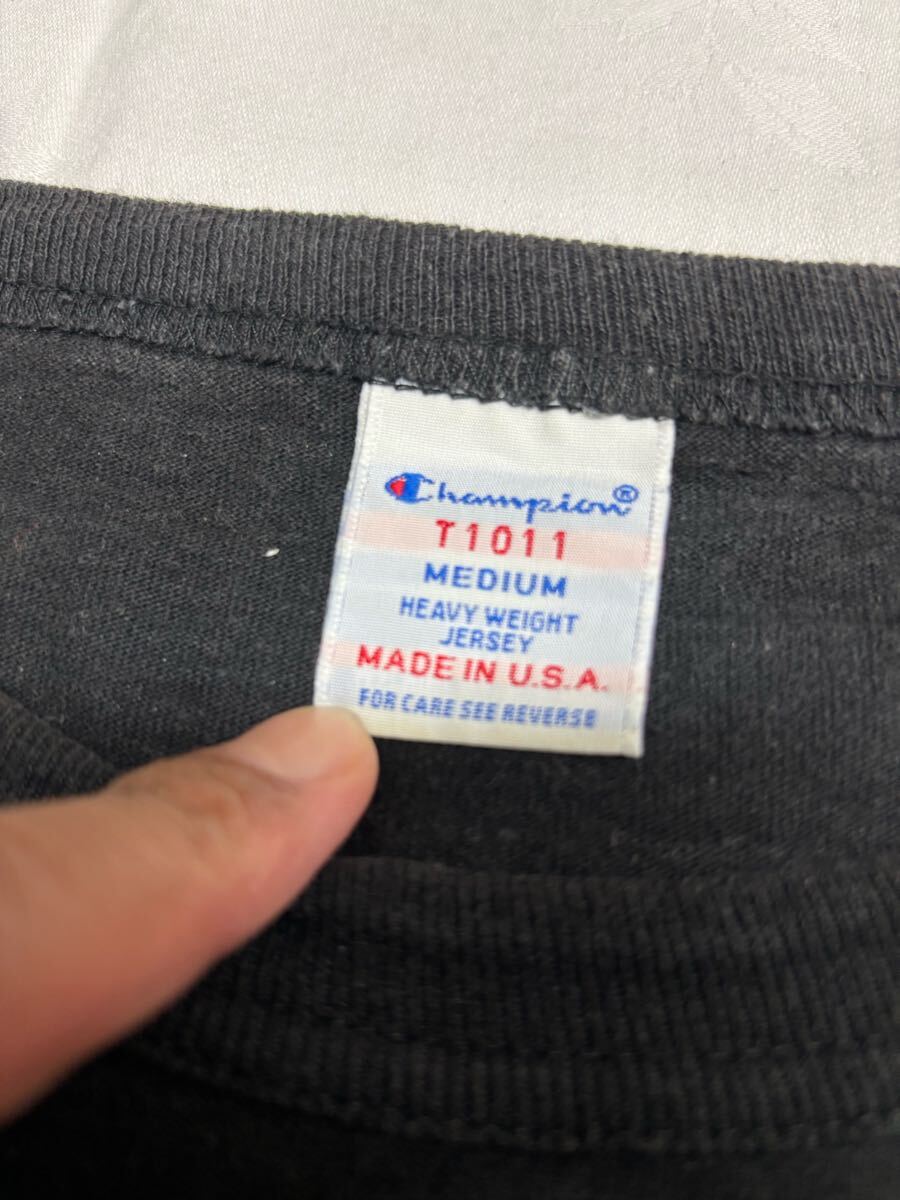 Champion®
T1011
MEDIUM
HEAVY WEIGHT
JERSEY
MADE IN U.S.A.
FOR CARE SEE REVERSE